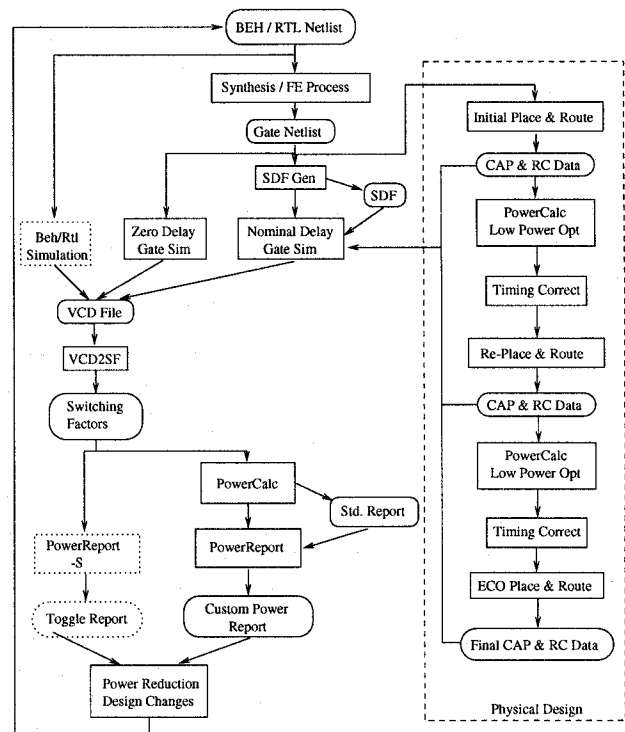 BEH / RTL Netlist
Synthesis / FE Process
Gate Netlist
SDF Gen
SDF
Beh/Rtl
Simulation
Zero Delay
Gate Sim
Nominal Delay
Gate Sim
VCD File
VCD2SF
Switching
Factors
PowerCalc
Std. Report
PowerReport
-S
PowerReport
Toggle Report
Custom Power
Report
Power Reduction
Design Changes
Initial Place & Route
CAP & RC Data
PowerCalc
Low Power Opt
Timing Correct
Re-Place & Route
CAP & RC Data
PowerCalc
Low Power Opt
Timing Correct
ECO Place & Route
Final CAP & RC Data
Physical Design